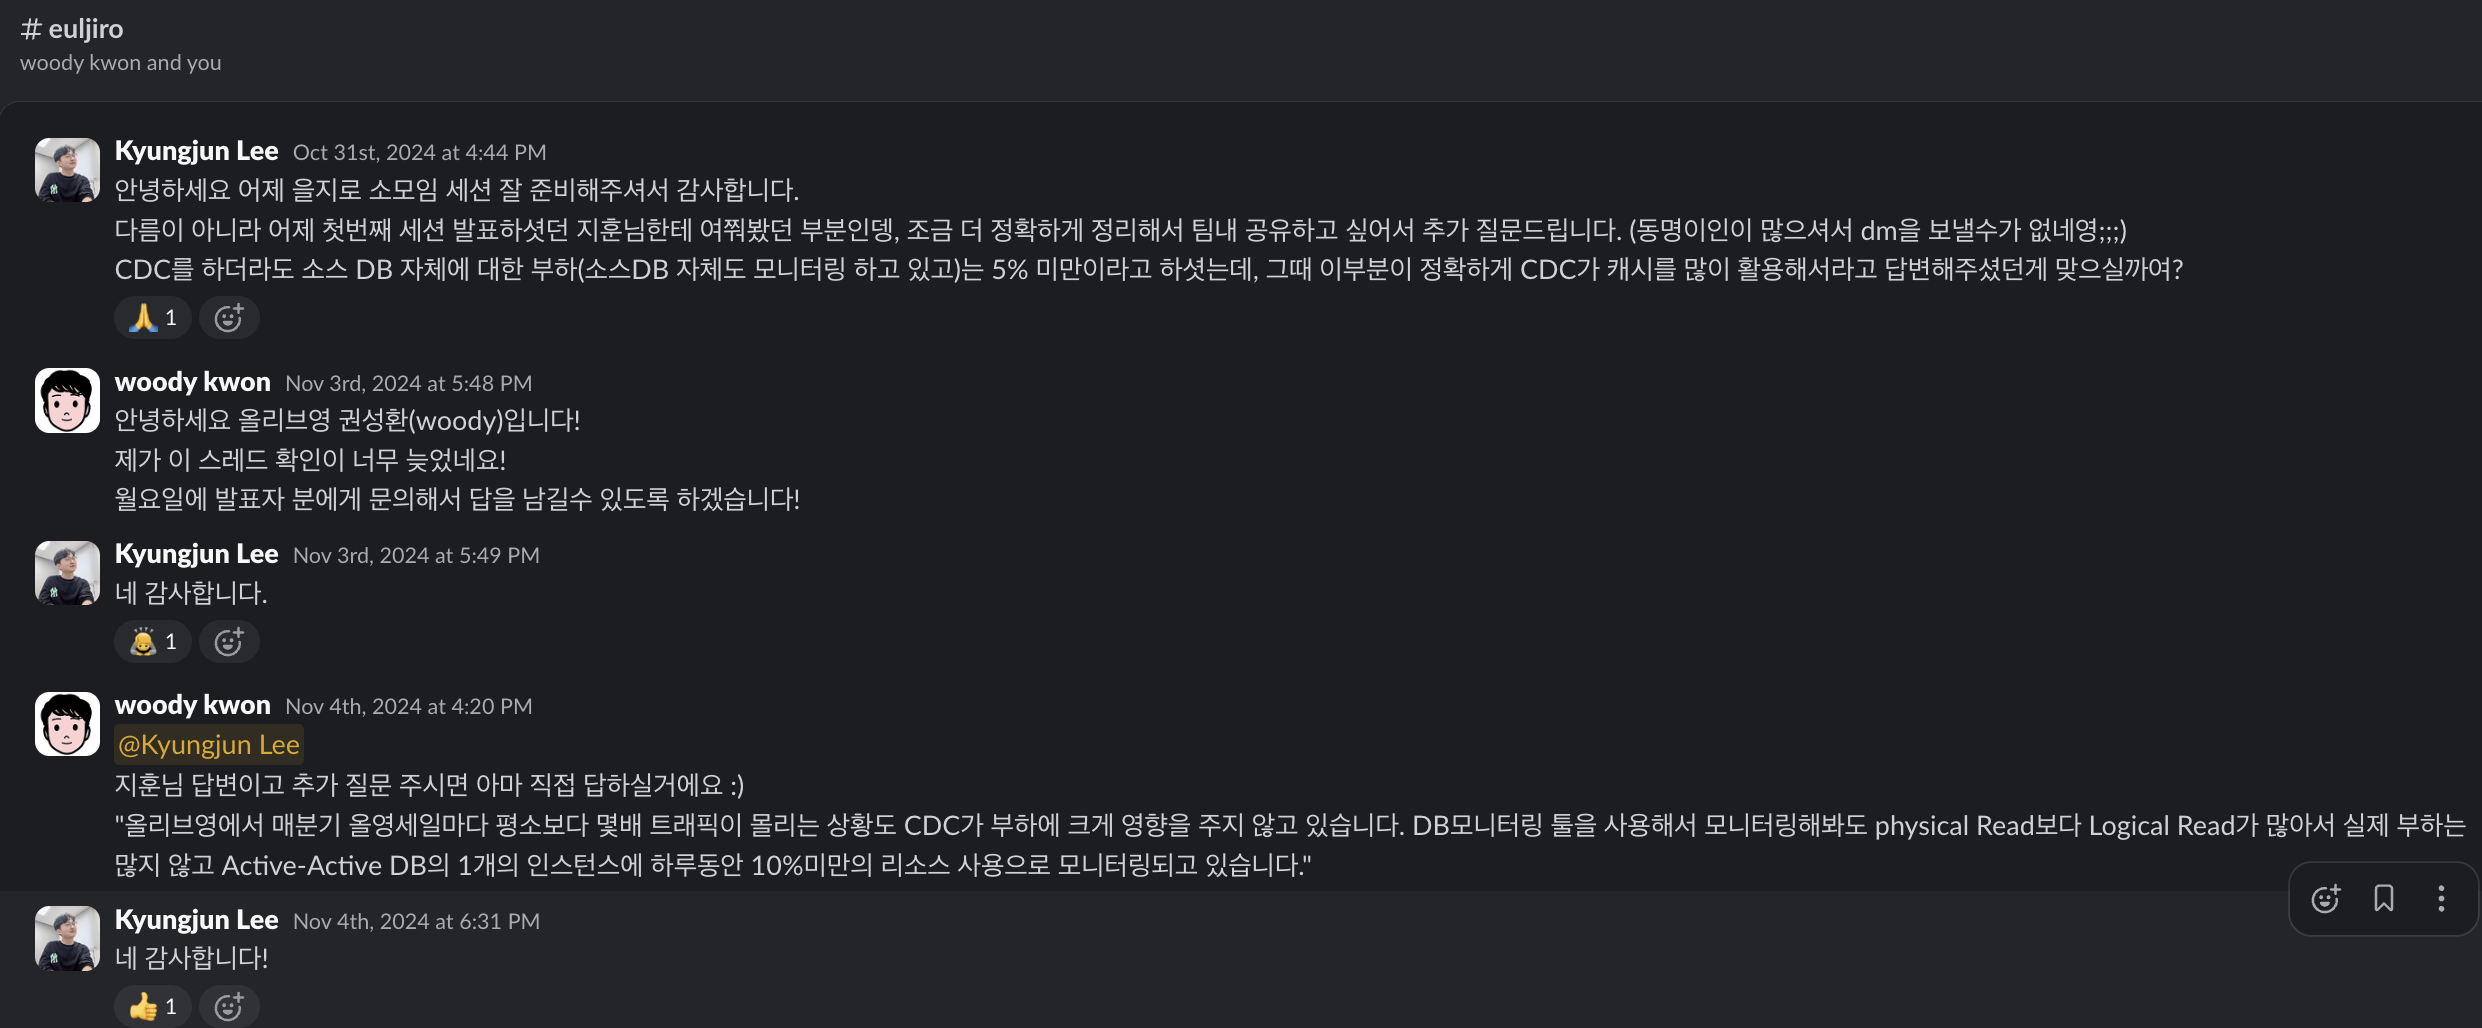 # euljiro
woody kwon and you
Kyungjun Lee Oct 31st, 2024 at 4:44 PM
안녕하세요 어제 을지로 소모임 세션 잘 준비해주셔서 감사합니다.
다름이 아니라 어제 첫번째 세션 발표하셧던 지훈님한테 여쭤봤던 부분인뎅, 조금 더 정확하게 정리해서 팀내 공유하고 싶어서 추가 질문드립니다. (동명이인이 많으셔서 dm을 보낼수가 없네영;;;)
CDC를 하더라도 소스 DB 자체에 대한 부하(소스DB 자체도 모니터링 하고 있고)는 5% 미만이라고 하셧는데, 그때 이부분이 정확하게 CDC가 캐시를 많이 활용해서라고 답변해주셨던게 맞으실까여?
1
woody kwon Nov 3rd, 2024 at 5:48 PM
안녕하세요 올리브영 권성환(woody)입니다!
제가 이 스레드 확인이 너무 늦었네요!
월요일에 발표자 분에게 문의해서 답을 남길수 있도록 하겠습니다!
Kyungjun Lee Nov 3rd, 2024 at 5:49 PM
네 감사합니다.
1
woody kwon Nov 4th, 2024 at 4:20 PM
@Kyungjun Lee
지훈님 답변이고 추가 질문 주시면 아마 직접 답하실거에요 :)
"올리브영에서 매분기 올영세일마다 평소보다 몇배 트래픽이 몰리는 상황도 CDC가 부하에 크게 영향을 주지 않고 있습니다. DB모니터링 툴을 사용해서 모니터링해봐도 physical Read보다 Logical Read가 많아서 실제 부하는
많지 않고 Active-Active DB의 1개의 인스턴스에 하루동안 10%미만의 리소스 사용으로 모니터링되고 있습니다."
Kyungjun Lee Nov 4th, 2024 at 6:31 PM
네 감사합니다!
1